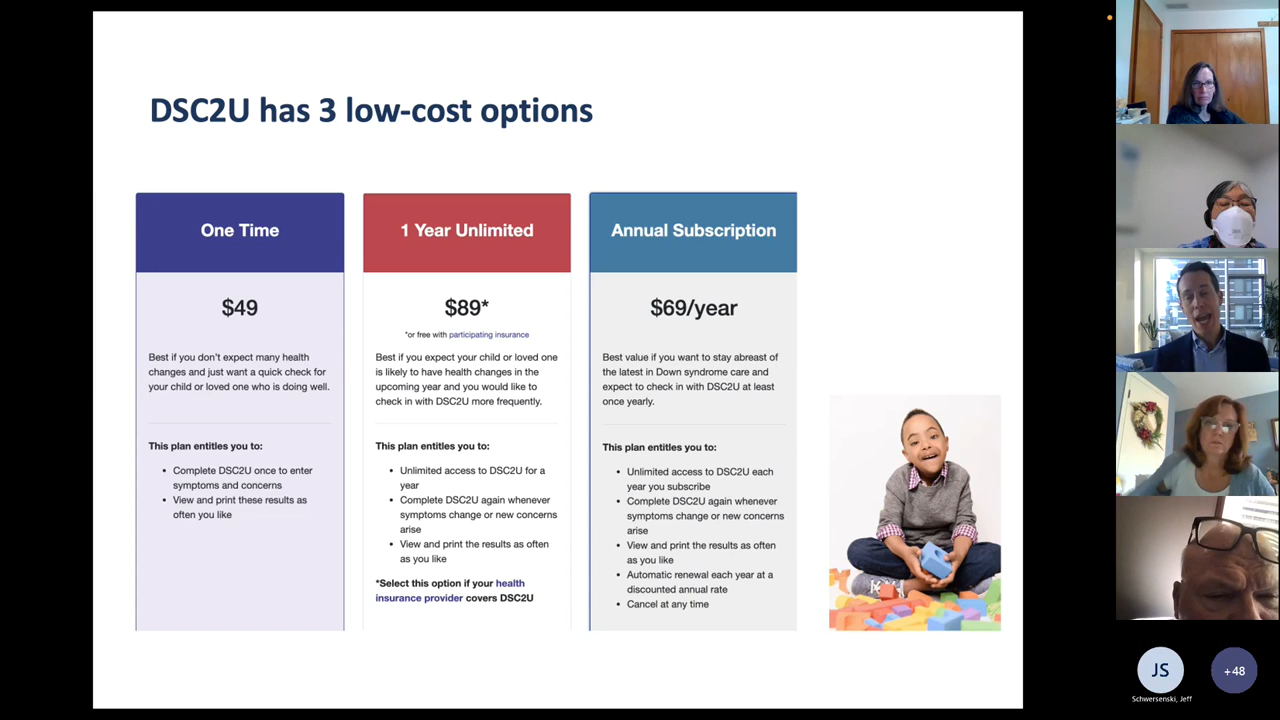 DSC2U has 3 low-cost options
One Time
$49
Best if you don't expect many health
changes and just want a quick check for
your child or loved one who is doing well.
This plan entitles you to:
• Complete DSC2U once to enter
symptoms and concerns
• View and print these results as
often you like
1 Year Unlimited
$89*
*or free with participating insurance
Best if you expect your child or loved one
is likely to have health changes in the
upcoming year and you would like to
check in with DSC2U more frequently.
This plan entitles you to:
• Unlimited access to DSC2U for a
year
• Complete DSC2U again whenever
symptoms change or new concerns
arise
• View and print the results as often
as you like
*Select this option if your health
insurance provider covers DSC2U
Annual Subscription
$69/year
Best value if you want to stay abreast of
the latest in Down syndrome care and
expect to check in with DSC2U at least
once yearly.
This plan entitles you to:
• Unlimited access to DSC2U each
year you subscribe
• Complete DSC2U again whenever
symptoms change or new concerns
arise
• View and print the results as often
as you like
• Automatic renewal each year at a
discounted annual rate
• Cancel at any time
JS
Schwersenski, Jeff
+48